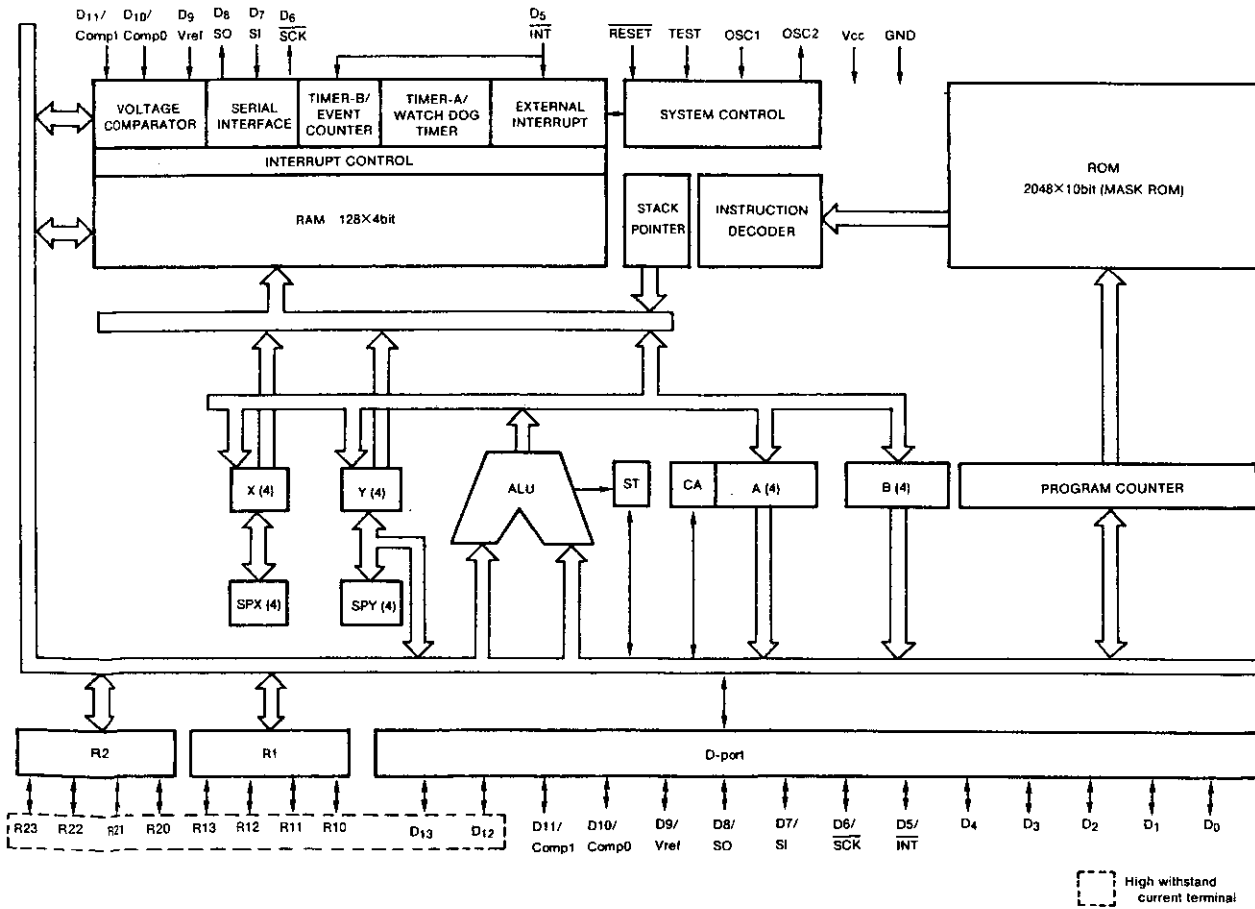 D11/ D10/ D9 D8 D7 D6 D5
Comp1 Comp0 Vref SO SI SCK INT RESET TEST OSC1 OSC2 Vcc GND
VOLTAGE COMPARATOR
SERIAL INTERFACE
TIMER-B/ EVENT COUNTER
TIMER-A/ WATCH DOG TIMER
EXTERNAL INTERRUPT
SYSTEM CONTROL
INTERRUPT CONTROL
RAM 128×4bit
STACK POINTER
INSTRUCTION DECODER
ROM
2048×10bit (MASK ROM)
X (4)
Y (4)
ALU
ST
CA
A (4)
B (4)
PROGRAM COUNTER
SPX (4)
SPY (4)
R2
R1
D-port
R23 R22 R21 R20 R13 R12 R11 R10 D13 D12 D11/ D10/ D9/ D8/ D7/ D6/ D5/ D4 D3 D2 D1 D0
Comp1 Comp0 Vref SO SI SCK INT
High withstand
current terminal